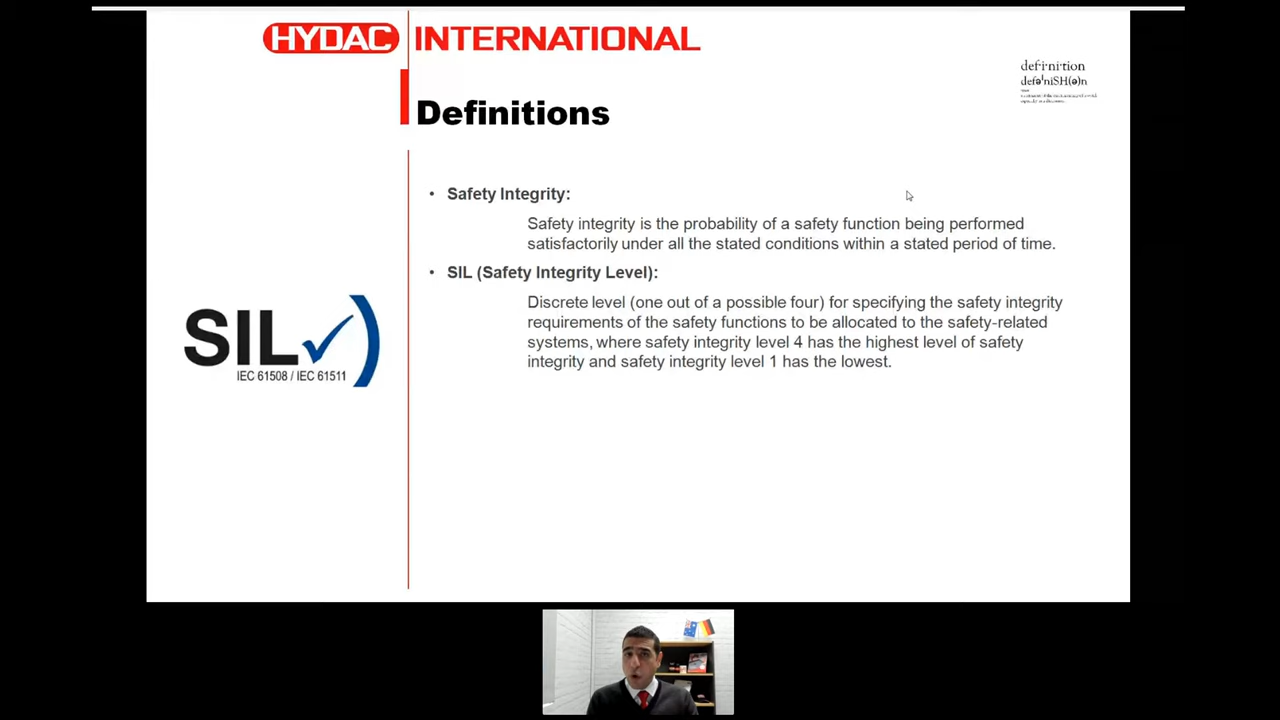 HYDAC INTERNATIONAL
def·i·ni·tion
Definitions
• Safety Integrity:
Safety integrity is the probability of a safety function being performed
satisfactorily under all the stated conditions within a stated period of time.
• SIL (Safety Integrity Level):
Discrete level (one out of a possible four) for specifying the safety integrity
requirements of the safety functions to be allocated to the safety-related
systems, where safety integrity level 4 has the highest level of safety
integrity and safety integrity level 1 has the lowest.
SIL
IEC 61508 / IEC 61511